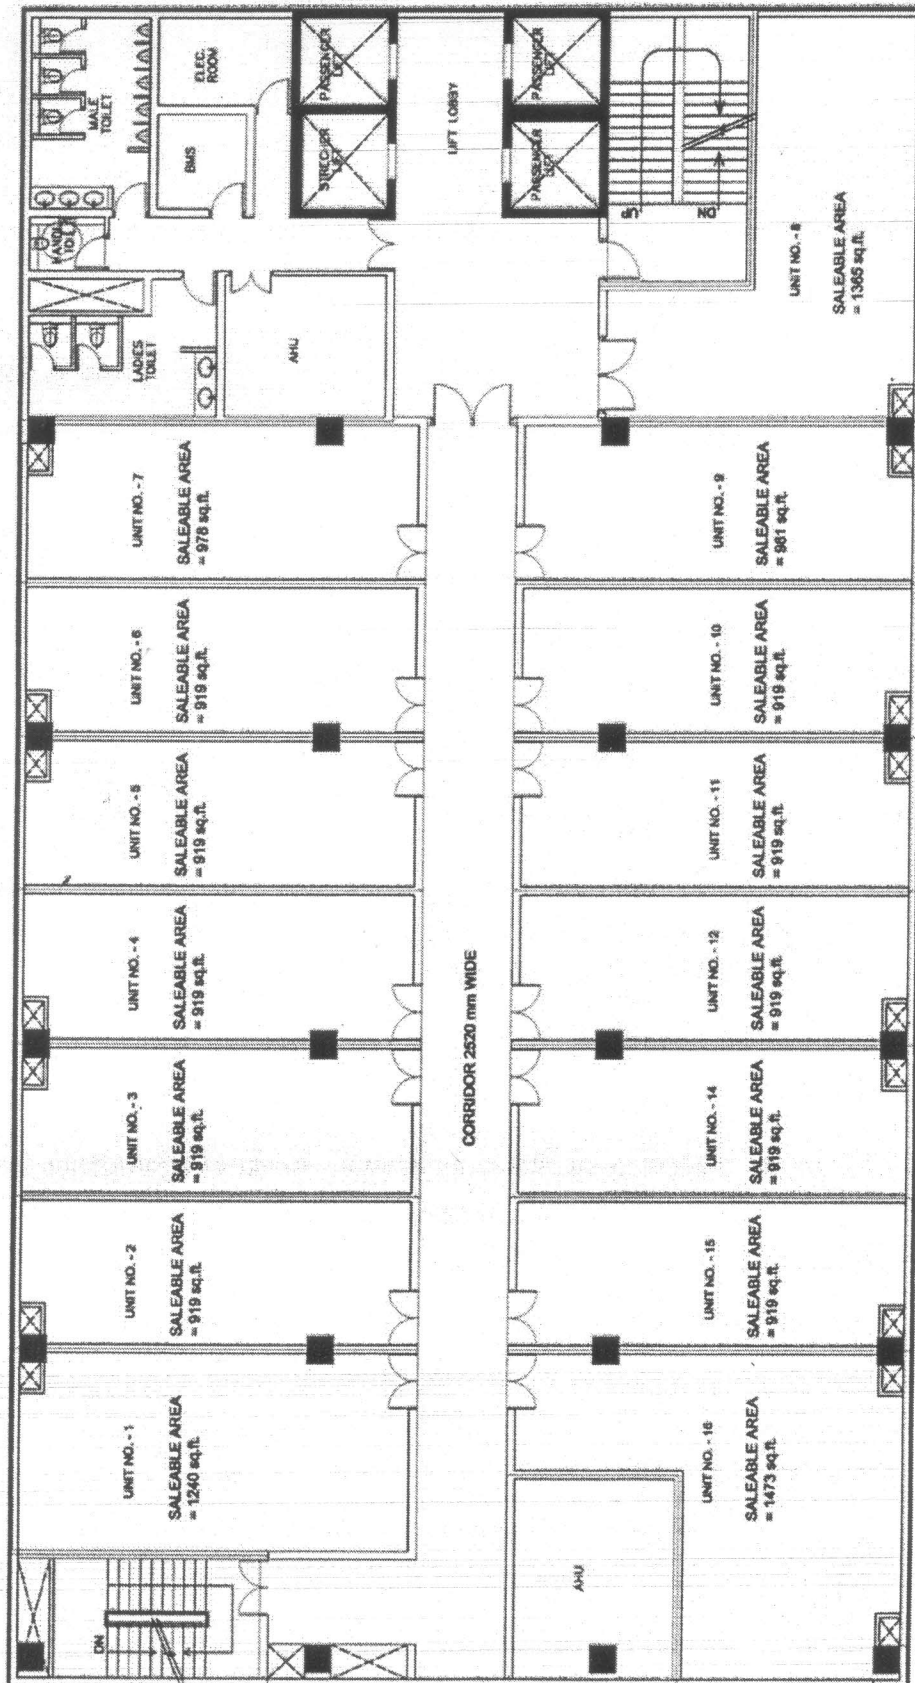 MALE
TOILET
ELEC.
ROOM
BMS
PASSENGER
LIFT
STRECHER
LIFT
LIFT LOBBY
PASSENGER
LIFT
PASSENGER
LIFT
UP
DN
UNIT NO. - 8
SALEABLE AREA
= 1365 sq.ft.
LADIES
TOILET
AHU
UNIT NO. - 7
SALEABLE AREA
= 978 sq.ft.
UNIT NO. - 9
SALEABLE AREA
= 961 sq.ft.
UNIT NO. - 6
SALEABLE AREA
= 919 sq.ft.
UNIT NO. - 10
SALEABLE AREA
= 919 sq.ft.
UNIT NO. - 5
SALEABLE AREA
= 919 sq.ft.
UNIT NO. - 11
SALEABLE AREA
= 919 sq.ft.
UNIT NO. - 4
SALEABLE AREA
= 919 sq.ft.
UNIT NO. - 12
SALEABLE AREA
= 919 sq.ft.
CORRIDOR 2520 mm WIDE
UNIT NO. - 3
SALEABLE AREA
= 919 sq.ft.
UNIT NO. - 14
SALEABLE AREA
= 919 sq.ft.
UNIT NO. - 2
SALEABLE AREA
= 919 sq.ft.
UNIT NO. - 15
SALEABLE AREA
= 919 sq.ft.
UNIT NO. - 1
SALEABLE AREA
= 1240 sq.ft.
UNIT NO. - 16
SALEABLE AREA
= 1473 sq.ft.
AHU
DN